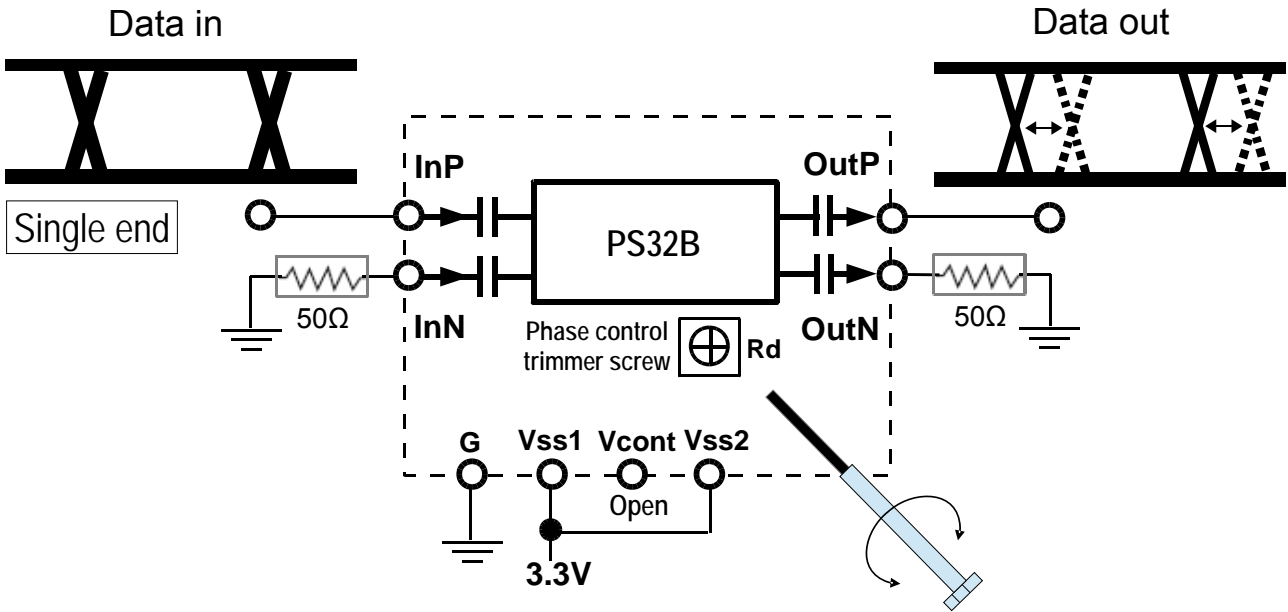 Data in
Data out
Single end
InP
OutP
PS32B
50Ω
InN
OutN
50Ω
Phase control
trimmer screw
Rd
G
Vss1
Vcont
Vss2
Open
3.3V